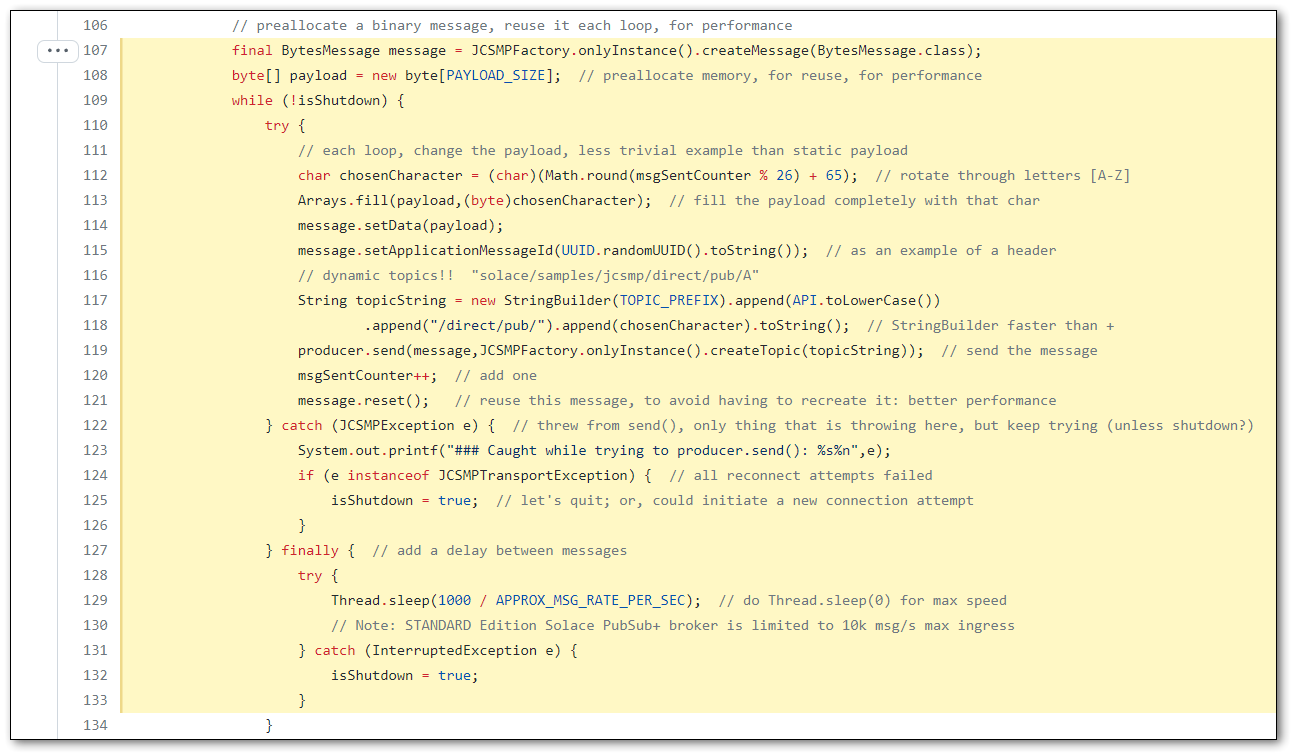 106 // preallocate a binary message, reuse it each loop, for performance
••• 107 final BytesMessage message = JCSMPFactory.onlyInstance().createMessage(BytesMessage.class);
108 byte[] payload = new byte[PAYLOAD_SIZE];  // preallocate memory, for reuse, for performance
109 while (!isShutdown) {
110 try {
111 // each loop, change the payload, less trivial example than static payload
112 char chosenCharacter = (char)(Math.round(msgSentCounter % 26) + 65);  // rotate through letters [A-Z]
113 Arrays.fill(payload,(byte)chosenCharacter);  // fill the payload completely with that char
114 message.setData(payload);
115 message.setApplicationMessageId(UUID.randomUUID().toString());  // as an example of a header
116 // dynamic topics!!  "solace/samples/jcsmp/direct/pub/A"
117 String topicString = new StringBuilder(TOPIC_PREFIX).append(API.toLowerCase())
118 .append("/direct/pub/").append(chosenCharacter).toString();  // StringBuilder faster than +
119 producer.send(message,JCSMPFactory.onlyInstance().createTopic(topicString));  // send the message
120 msgSentCounter++;  // add one
121 message.reset();   // reuse this message, to avoid having to recreate it: better performance
122 } catch (JCSMPException e) {  // threw from send(), only thing that is throwing here, but keep trying (unless shutdown?)
123 System.out.printf("### Caught while trying to producer.send(): %s%n",e);
124 if (e instanceof JCSMPTransportException) {  // all reconnect attempts failed
125 isShutdown = true;  // let's quit; or, could initiate a new connection attempt
126 }
127 } finally {  // add a delay between messages
128 try {
129 Thread.sleep(1000 / APPROX_MSG_RATE_PER_SEC);  // do Thread.sleep(0) for max speed
130 // Note: STANDARD Edition Solace PubSub+ broker is limited to 10k msg/s max ingress
131 } catch (InterruptedException e) {
132 isShutdown = true;
133 }
134 }